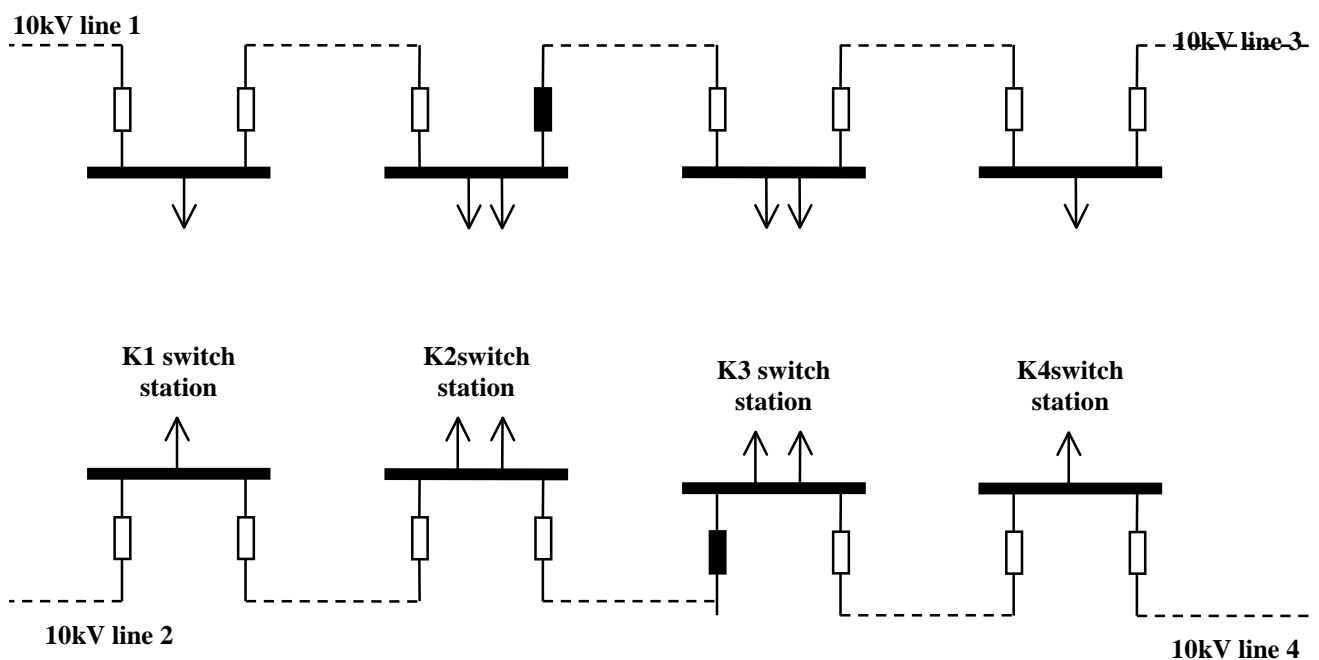 10kV line 1
10kV line 3
K1 switch
station
K2switch
station
K3 switch
station
K4switch
station
10kV line 2
10kV line 4